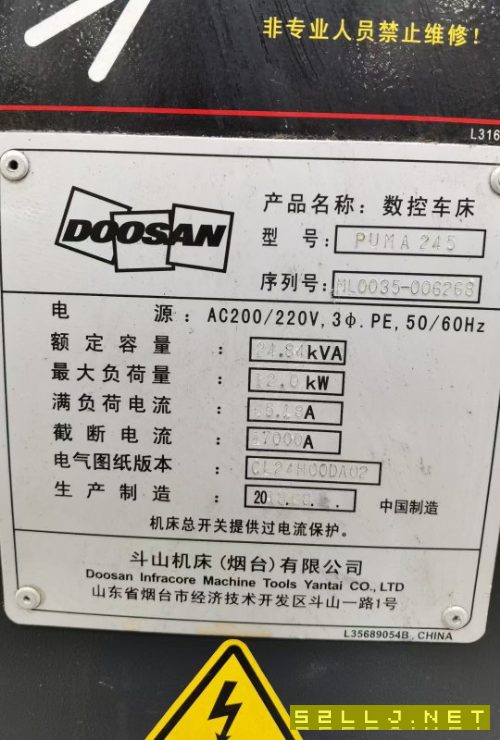 非专业人员禁止维修！
L316
DOOSAN
产品名称：数控车床
型 号：PUMA 245
序列号：ML0035-006268
电 源：AC200/220V,3φ.PE,50/60Hz
额定容量：24.84kVA
最大负荷量：12.0kW
满负荷电流：65.18A
截断电流：17000A
电气图纸版本：CL24H00DA02
生产制造：20 中国制造
机床总开关提供过电流保护。
斗山机床(烟台)有限公司
Doosan Infracore Machine Tools Yantai CO., LTD
山东省烟台市经济技术开发区斗山一路1号
L35689054B, CHINA
52LLJ.NET